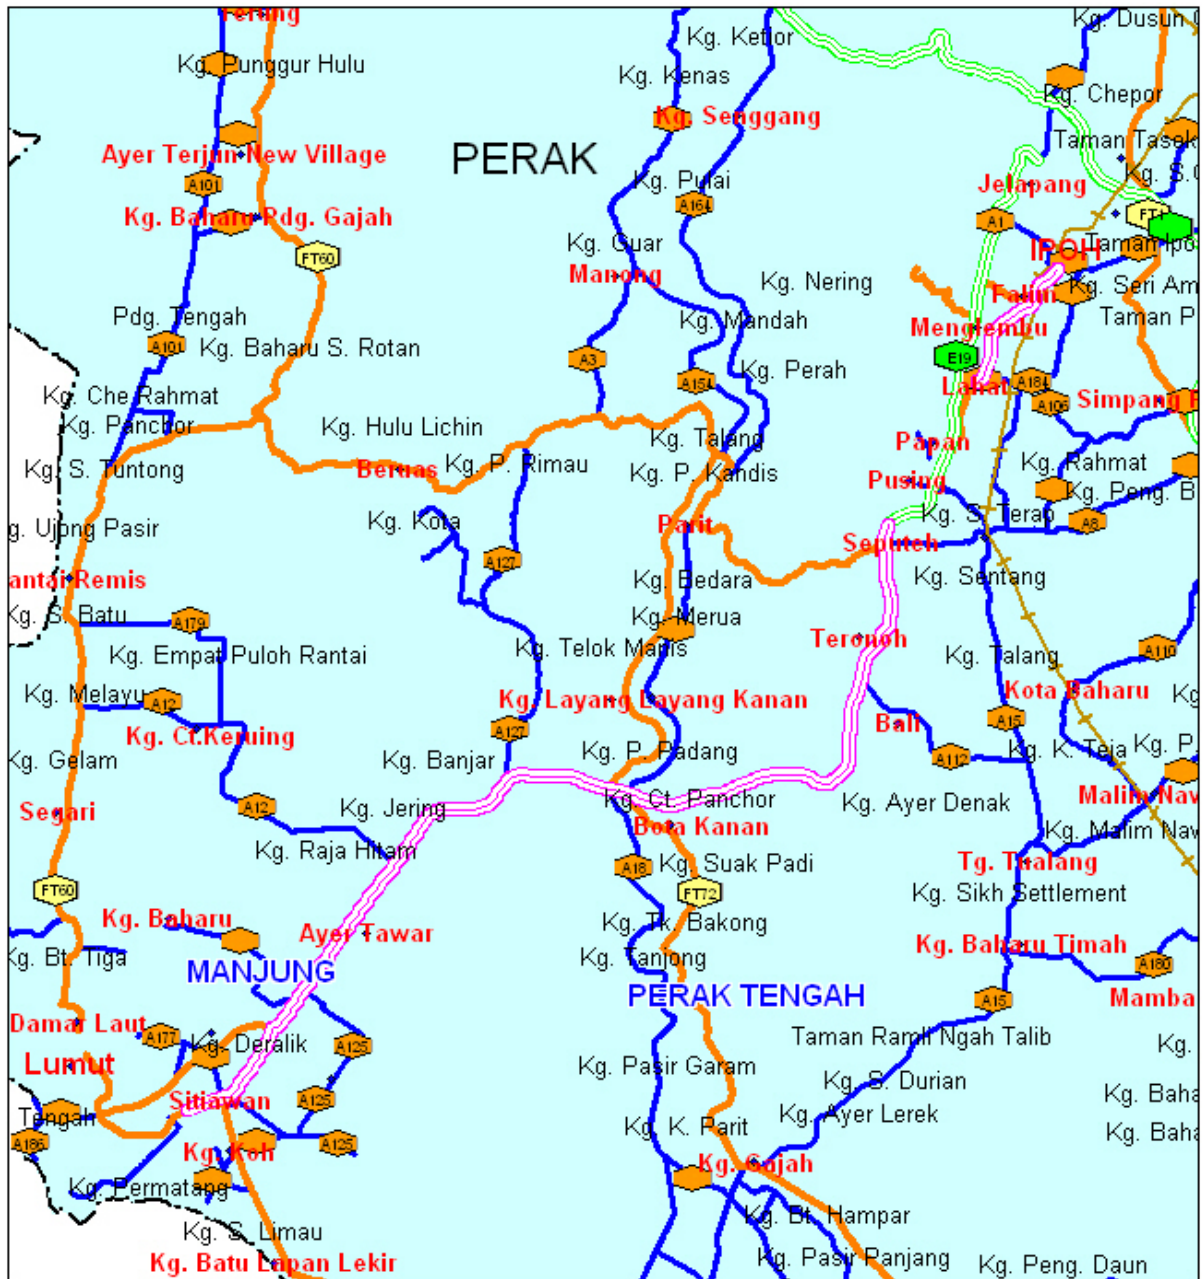 Kg. Dusun
Kg. Ketior
Kg. Punggur Hulu
Kg. Kenas
Kg. Chepor
Kg. Senggang
Taman Tasek
Ayer Terjun New Village
PERAK
Kg. Pulai
Jelapang
A101
A164
Kg. Baharu Rdg. Gajah
A1
FT1
Kg. Guar
IPOH
Taman Ipo
FT60
Manong
Kg. Nering
Falim
Kg. Seri Am
Pdg. Tengah
Kg. Mandah
Menglembu
Taman P
A101
Kg. Baharu S. Rotan
A3
Kg. Perah
E19
A154
Lahat
A184
Kg. Che Rahmat
A106
Simpang
Kg. Panchor
Kg. Hulu Lichin
Kg. Talang
Papan
Kg. S. Tuntong
Beruas
Kg. P. Rimau
Kg. P. Kandis
Kg. Rahmat
Pusing
Kg. Peng. B
g. Ujong Pasir
Kg. Kota
Parit
Kg. S. Terap
A8
Seputeh
antai Remis
A127
Kg. Bedara
Kg. Sentang
Kg. S. Batu
A179
Kg. Merua
Teronoh
Kg. Empat Puloh Rantai
Kg. Telok Manis
Kg. Talang
A110
Kg. Melayu
A12
Kg. Layang Layang Kanan
Kota Baharu
Kg. Ct.Keruing
A127
Bali
A15
Kg. Gelam
Kg. Banjar
Kg. P. Padang
A112
Kg. K. Teja
Kg. P
Segari
A12
Kg. Jering
Kg. Ct. Panchor
Kg. Ayer Denak
Malim Naw
Bota Kanan
Kg. Malim Naw
Kg. Raja Hitam
A18
Kg. Suak Padi
Tg. Tualang
FT60
FT72
Kg. Sikh Settlement
Kg. Baharu
Ayer Tawar
Kg. Tk. Bakong
Kg. Baharu Timah
Kg. Bt. Tiga
Kg. Tanjong
A180
MANJUNG
PERAK TENGAH
A15
Mamba
Damar Laut
A177
Kg. Deralik
A125
Taman Ramli Ngah Talib
Kg.
Lumut
Kg. Pasir Garam
Kg. S. Durian
Kg. Baha
Sitiawan
A125
Tengah
Kg. Ayer Lerek
A186
A125
Kg. K. Parit
Kg. Baha
Kg. Koh
Kg. Gajah
Kg. Permatang
Kg. S. Limau
Kg. Bt. Hampar
Kg. Batu Lapan Lekir
Kg. Pasir Panjang
Kg. Peng. Daun